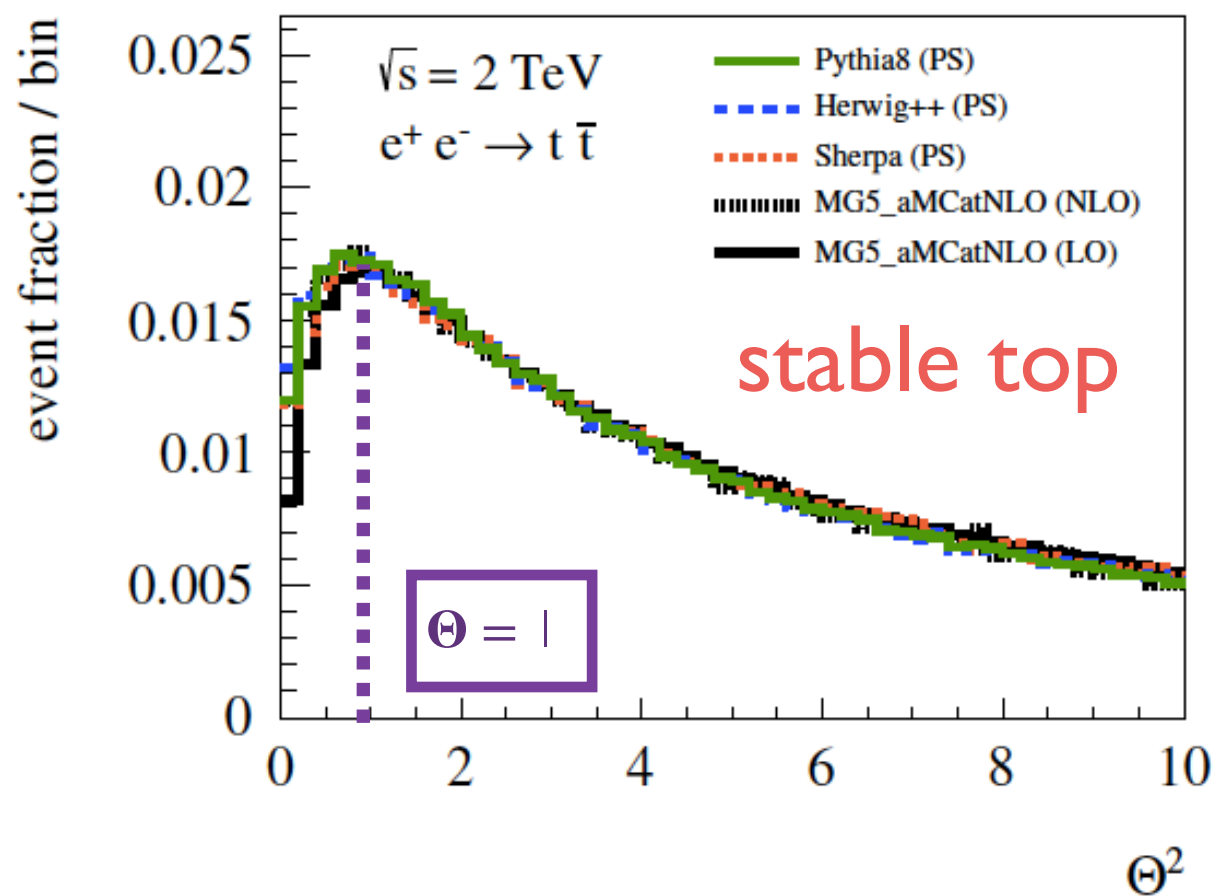 event fraction / bin
0.025
0.02
0.015
0.01
0.005
0
√s = 2 TeV
e⁺ e⁻ → t t̅
Pythia8 (PS)
Herwig++ (PS)
Sherpa (PS)
MG5_aMCatNLO (NLO)
MG5_aMCatNLO (LO)
stable top
Θ = 1
0 2 4 6 8 10
Θ²